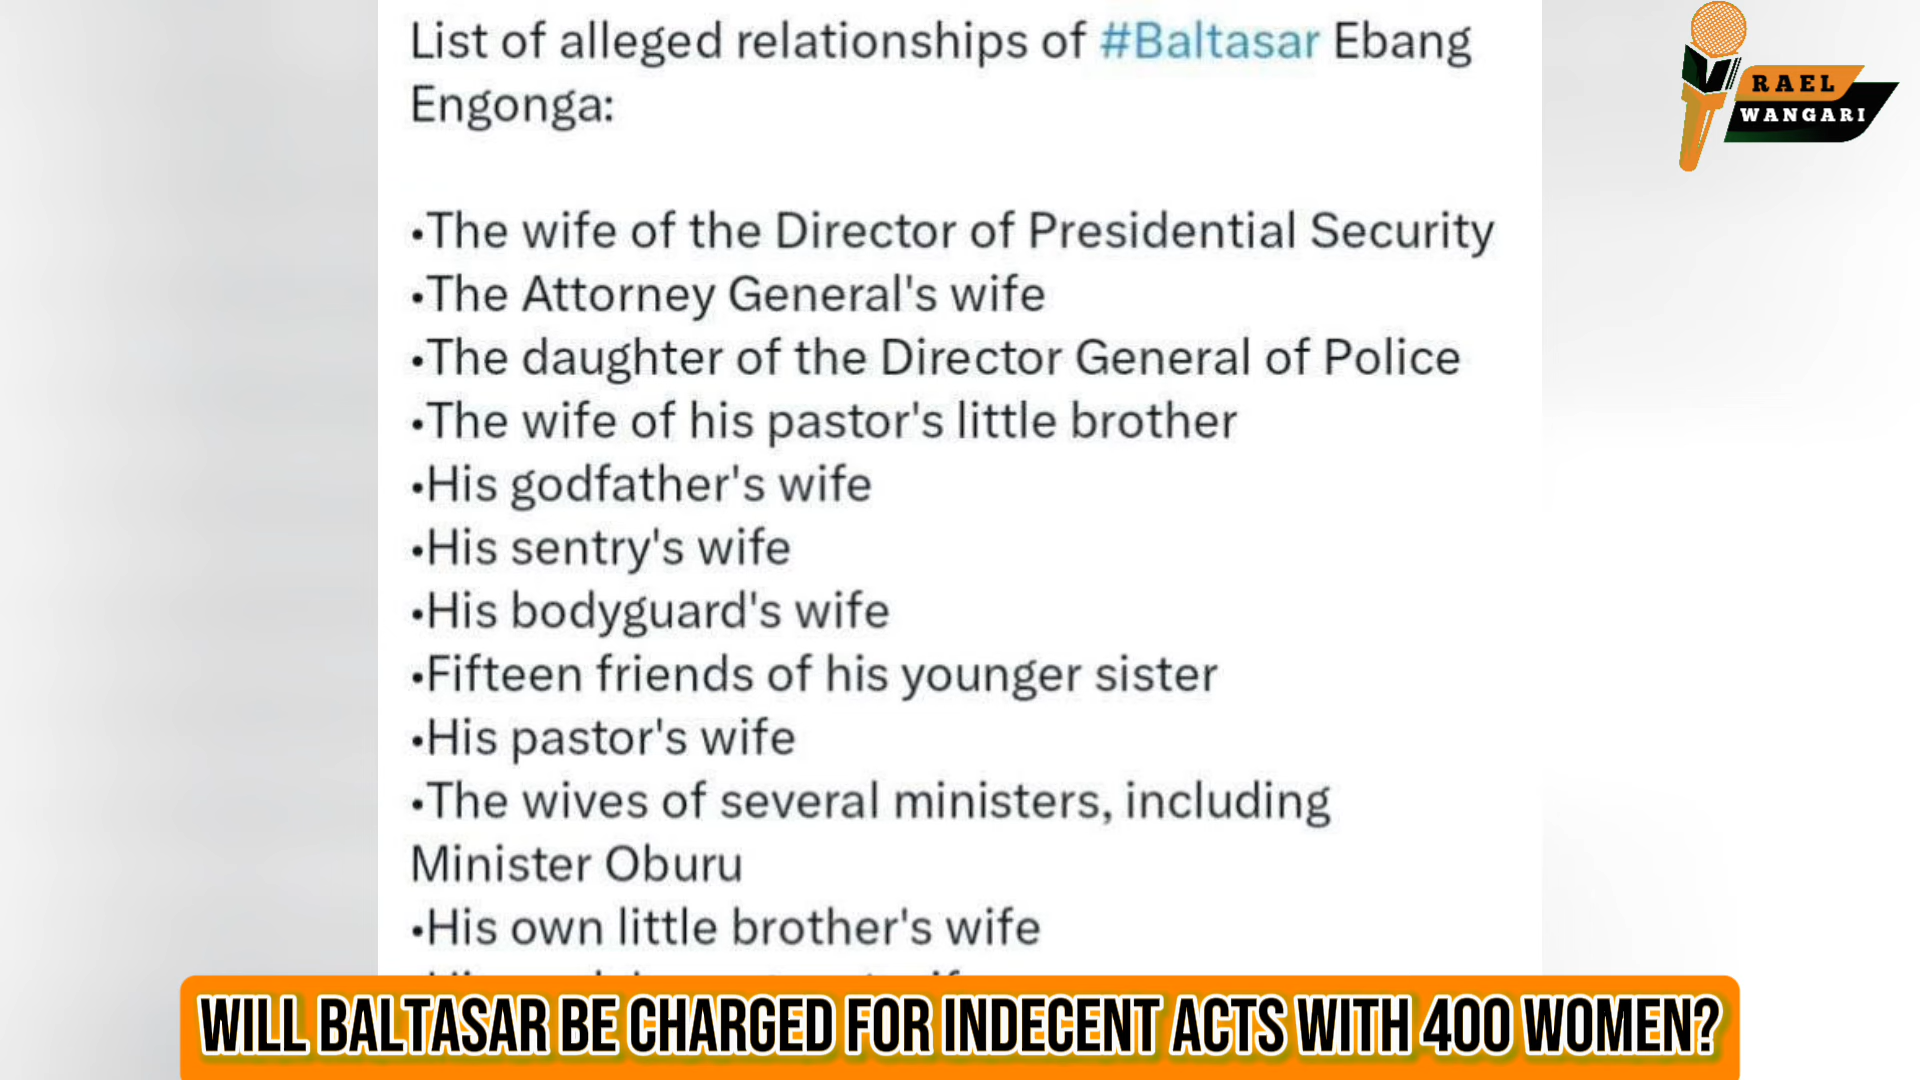 List of alleged relationships of #Baltasar Ebang
Engonga:
•The wife of the Director of Presidential Security
•The Attorney General's wife
•The daughter of the Director General of Police
•The wife of his pastor's little brother
•His godfather's wife
•His sentry's wife
•His bodyguard's wife
•Fifteen friends of his younger sister
•His pastor's wife
•The wives of several ministers, including
Minister Oburu
•His own little brother's wife
RAEL
WANGARI
WILL BALTASAR BE CHARGED FOR INDECENT ACTS WITH 400 WOMEN?